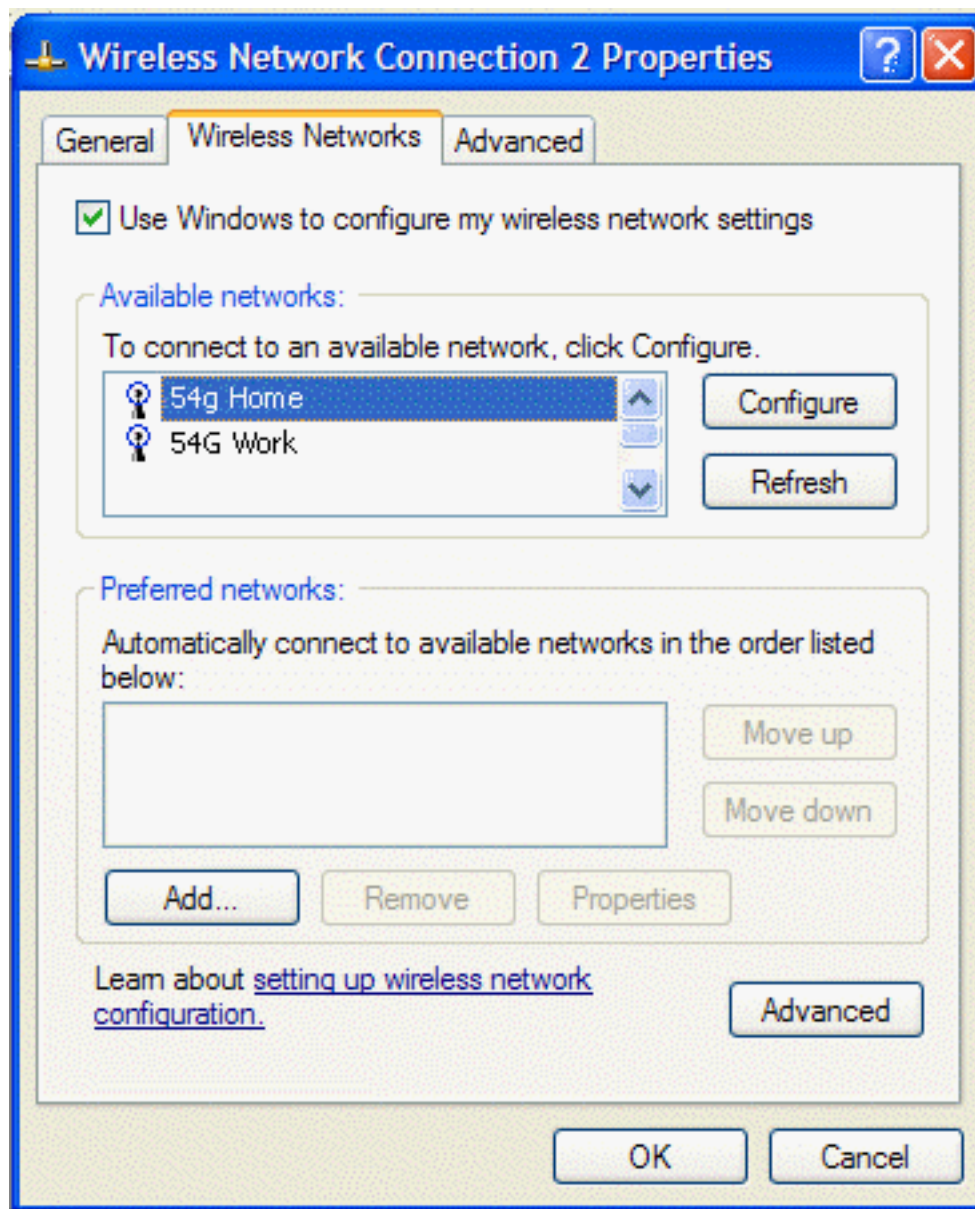 Wireless Network Connection 2 Properties
General Wireless Networks Advanced
Use Windows to configure my wireless network settings
Available networks:
To connect to an available network, click Configure.
54g Home
Configure
54G Work
Refresh
Preferred networks:
Automatically connect to available networks in the order listed
below:
Move up
Move down
Add... Remove Properties
Learn about setting up wireless network
configuration.
Advanced
OK Cancel